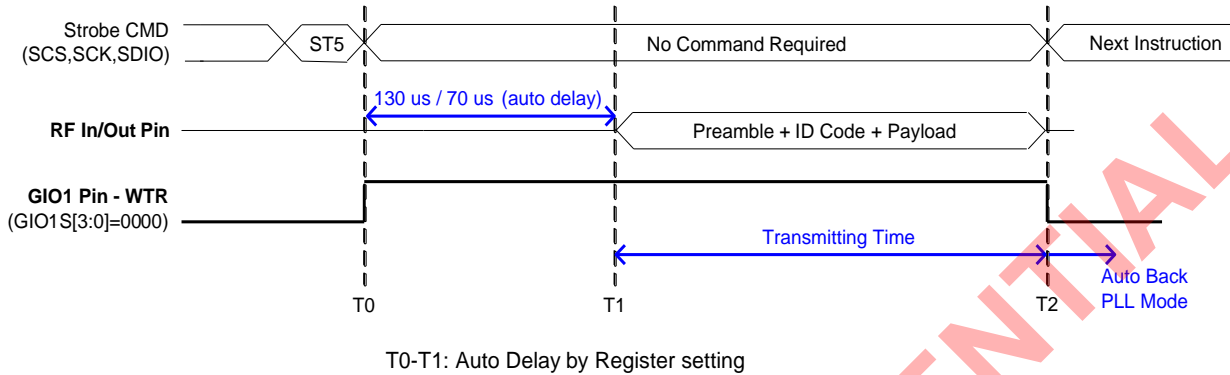 Strobe CMD
(SCS,SCK,SDIO)
ST5
No Command Required
Next Instruction
130 us / 70 us (auto delay)
RF In/Out Pin
Preamble + ID Code + Payload
GIO1 Pin - WTR
(GIO1S[3:0]=0000)
Transmitting Time
Auto Back
PLL Mode
T0
T1
T2
T0-T1: Auto Delay by Register setting
ENTIAL